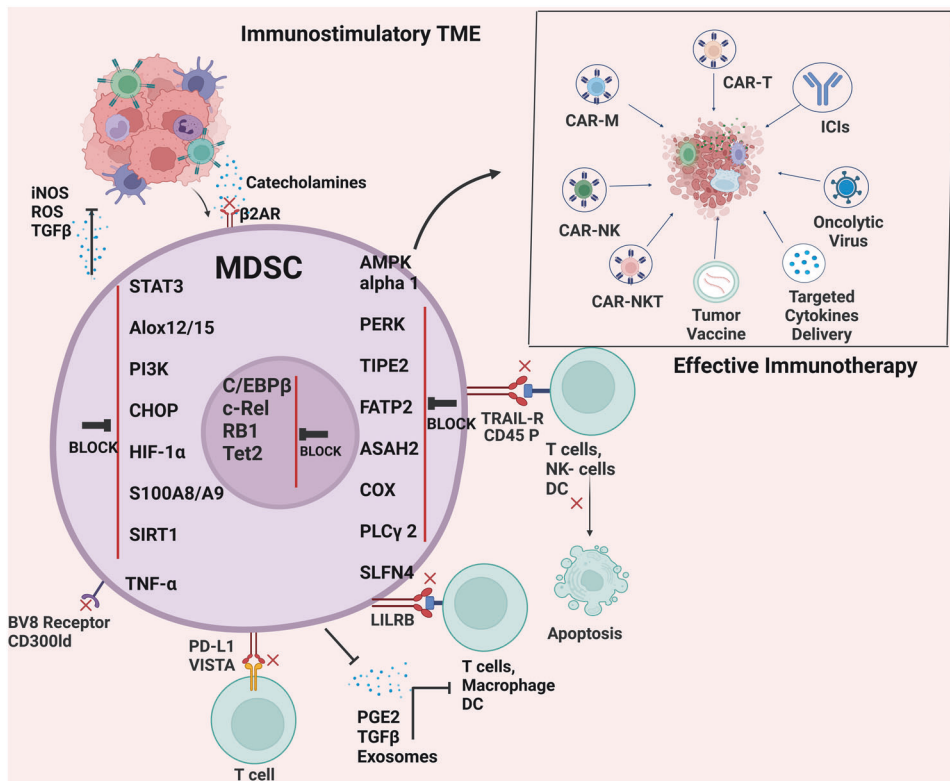 Immunostimulatory TME
CAR-T
CAR-M
ICIs
CAR-NK
Oncolytic
Virus
CAR-NKT
Tumor
Vaccine
Targeted
Cytokines
Delivery
Effective Immunotherapy
Catecholamines
β2AR
iNOS
ROS
TGFβ
MDSC
STAT3
Alox12/15
PI3K
CHOP
BLOCK
HIF-1α
S100A8/A9
SIRT1
TNF-α
C/EBPβ
c-Rel
RB1
Tet2
BLOCK
AMPK
alpha 1
PERK
TIPE2
FATP2
BLOCK
ASAH2
COX
PLCγ 2
SLFN4
TRAIL-R
CD45 P
T cells,
NK- cells
DC
Apoptosis
LILRB
T cells,
Macrophage
DC
BV8 Receptor
CD300ld
PD-L1
VISTA
T cell
PGE2
TGFβ
Exosomes